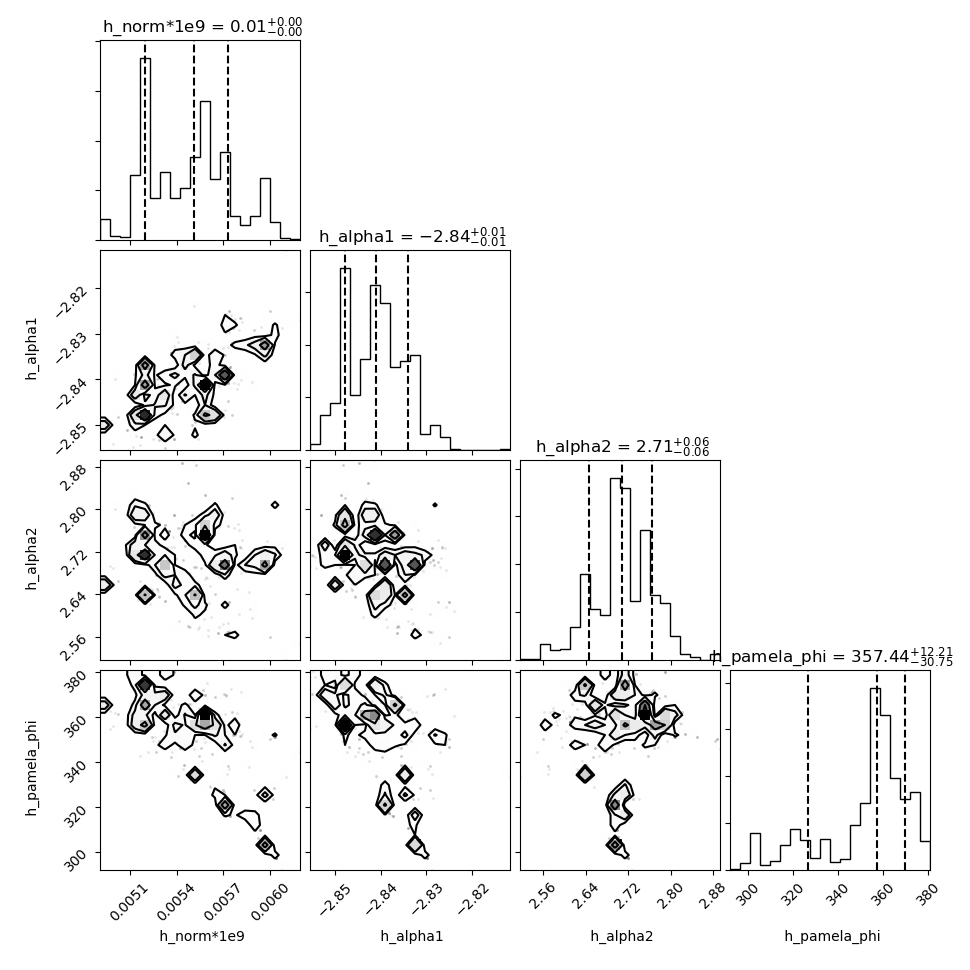 h_norm*1e9 = 0.01+0.00−0.00
h_alpha1 = −2.84+0.01−0.01
−2.82
−2.83
−2.84
−2.85
h_alpha1
h_alpha2 = 2.71+0.06−0.06
2.88
2.80
2.72
2.64
2.56
h_alpha2
h_pamela_phi = 357.44+12.21−30.75
380
360
340
320
300
h_pamela_phi
0.0051
0.0054
0.0057
0.0060
−2.85
−2.84
−2.83
−2.82
2.56
2.64
2.72
2.80
2.88
300
320
340
360
380
h_norm*1e9
h_alpha1
h_alpha2
h_pamela_phi